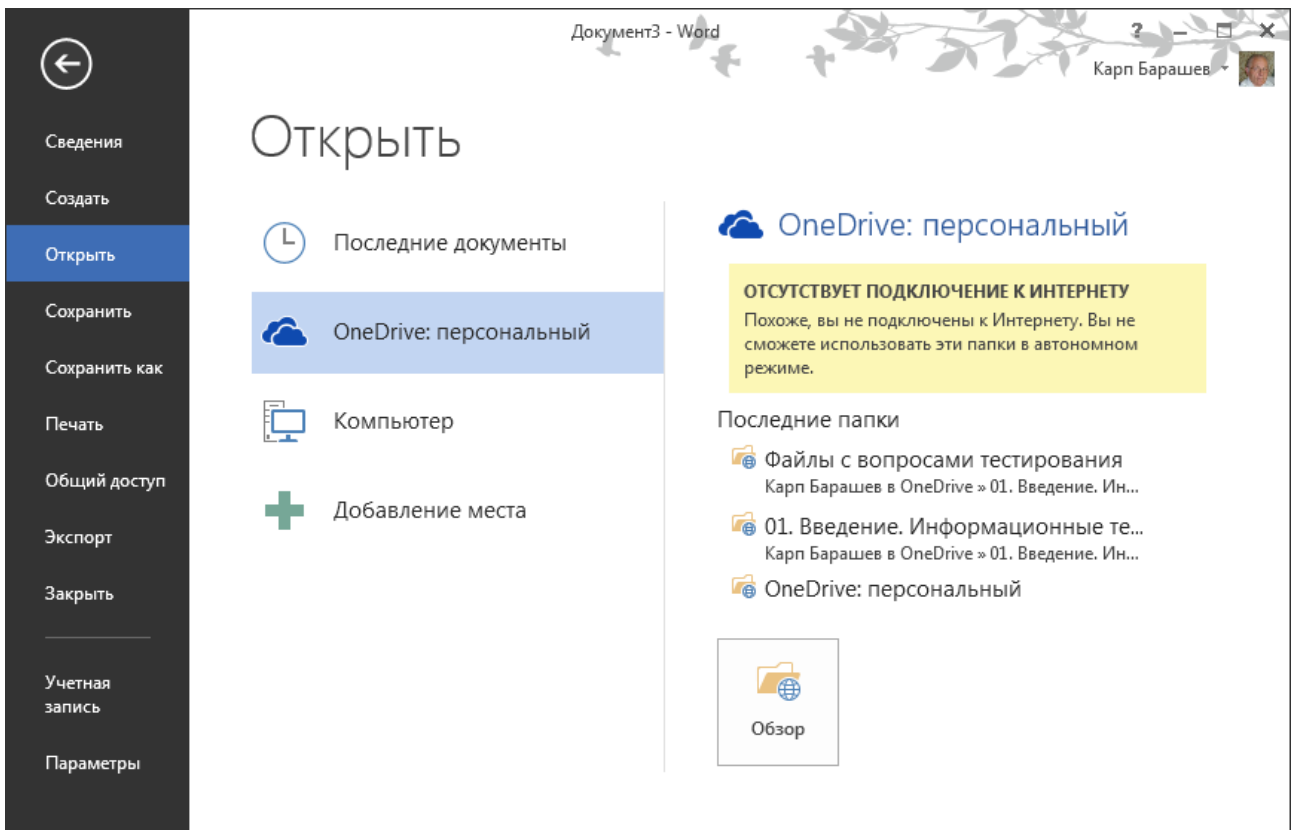 Документ3 - Word
?
Карп Барашев
Сведения
Создать
Открыть
Сохранить
Сохранить как
Печать
Общий доступ
Экспорт
Закрыть
Учетная
запись
Параметры
Открыть
Последние документы
OneDrive: персональный
Компьютер
Добавление места
OneDrive: персональный
ОТСУТСТВУЕТ ПОДКЛЮЧЕНИЕ К ИНТЕРНЕТУ
Похоже, вы не подключены к Интернету. Вы не
сможете использовать эти папки в автономном
режиме.
Последние папки
Файлы с вопросами тестирования
Карп Барашев в OneDrive » 01. Введение. Ин...
01. Введение. Информационные те...
Карп Барашев в OneDrive » 01. Введение. Ин...
OneDrive: персональный
Обзор